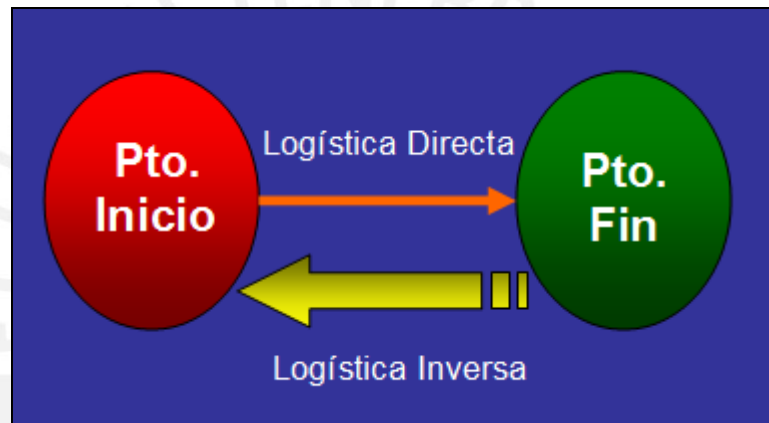 Pto.
Inicio
Logística Directa
Pto.
Fin
Logística Inversa